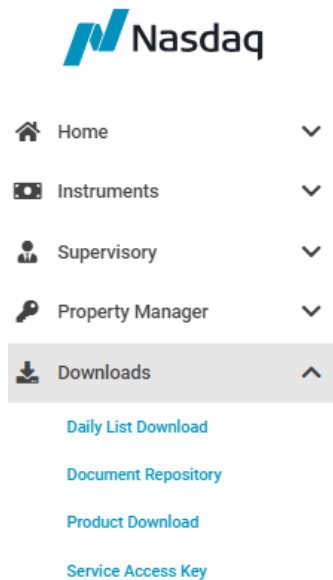 Nasdaq
Home
Instruments
Supervisory
Property Manager
Downloads
Daily List Download
Document Repository
Product Download
Service Access Key